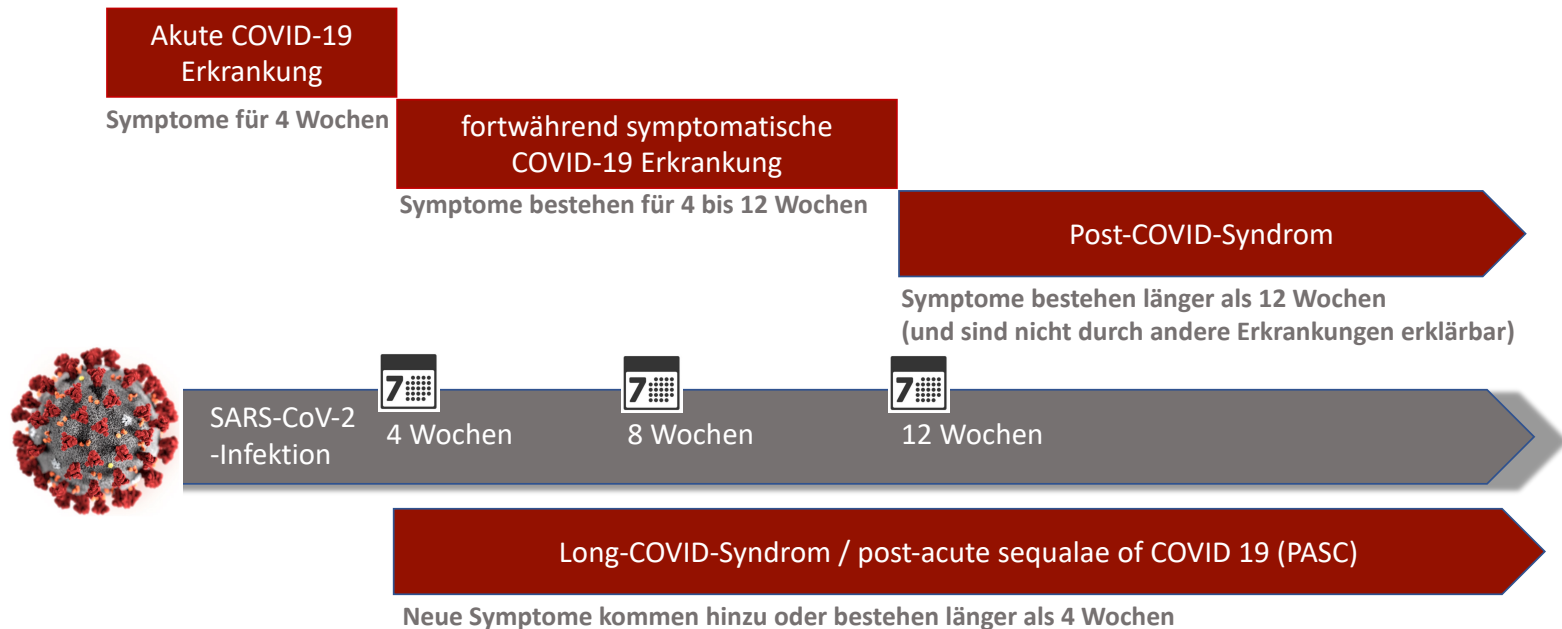 Akute COVID-19
Erkrankung
Symptome für 4 Wochen
fortwährend symptomatische
COVID-19 Erkrankung
Symptome bestehen für 4 bis 12 Wochen
Post-COVID-Syndrom
Symptome bestehen länger als 12 Wochen
(und sind nicht durch andere Erkrankungen erklärbar)
7
7
7
SARS-CoV-2
-Infektion
4 Wochen
8 Wochen
12 Wochen
Long-COVID-Syndrom / post-acute sequalae of COVID 19 (PASC)
Neue Symptome kommen hinzu oder bestehen länger als 4 Wochen